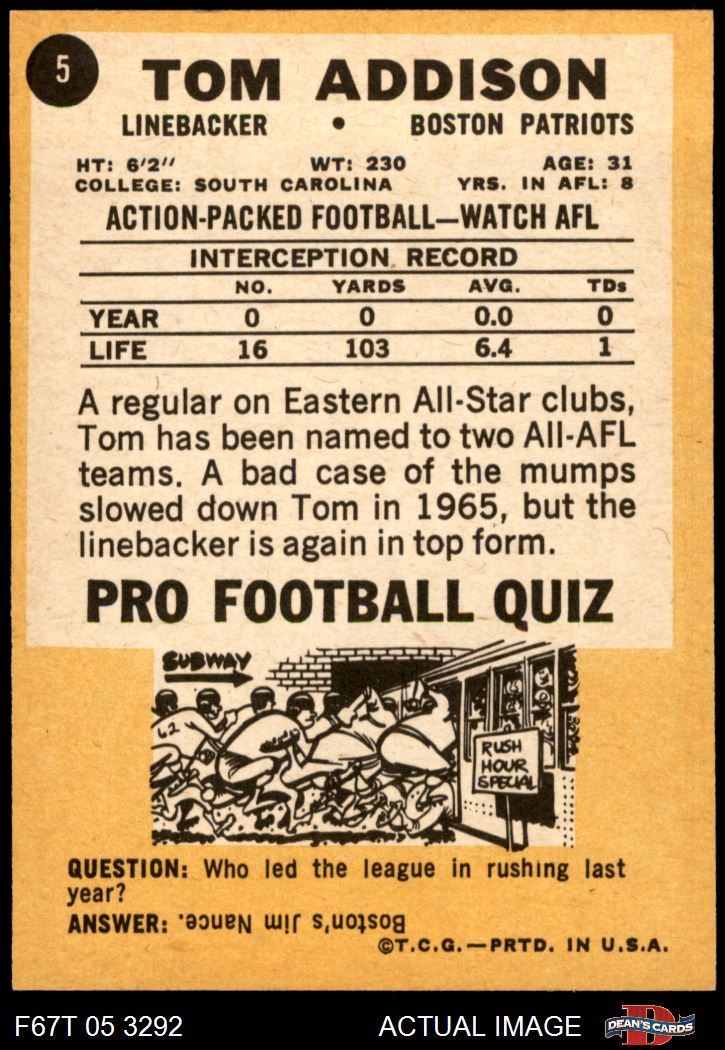 5
TOM ADDISON
LINEBACKER • BOSTON PATRIOTS
HT: 6'2" WT: 230 AGE: 31
COLLEGE: SOUTH CAROLINA YRS. IN AFL: 8
ACTION-PACKED FOOTBALL—WATCH AFL
INTERCEPTION RECORD
NO. YARDS AVG. TDs
YEAR 0 0 0.0 0
LIFE 16 103 6.4 1
A regular on Eastern All-Star clubs,
Tom has been named to two All-AFL
teams. A bad case of the mumps
slowed down Tom in 1965, but the
linebacker is again in top form.
PRO FOOTBALL QUIZ
SUBWAY
62
RUSH
HOUR
SPECIAL
QUESTION: Who led the league in rushing last
year?
ANSWER: Boston's Jim Nance.
©T.C.G.—PRTD. IN U.S.A.
F67T 05 3292 ACTUAL IMAGE
D
DEAN'S CARDS